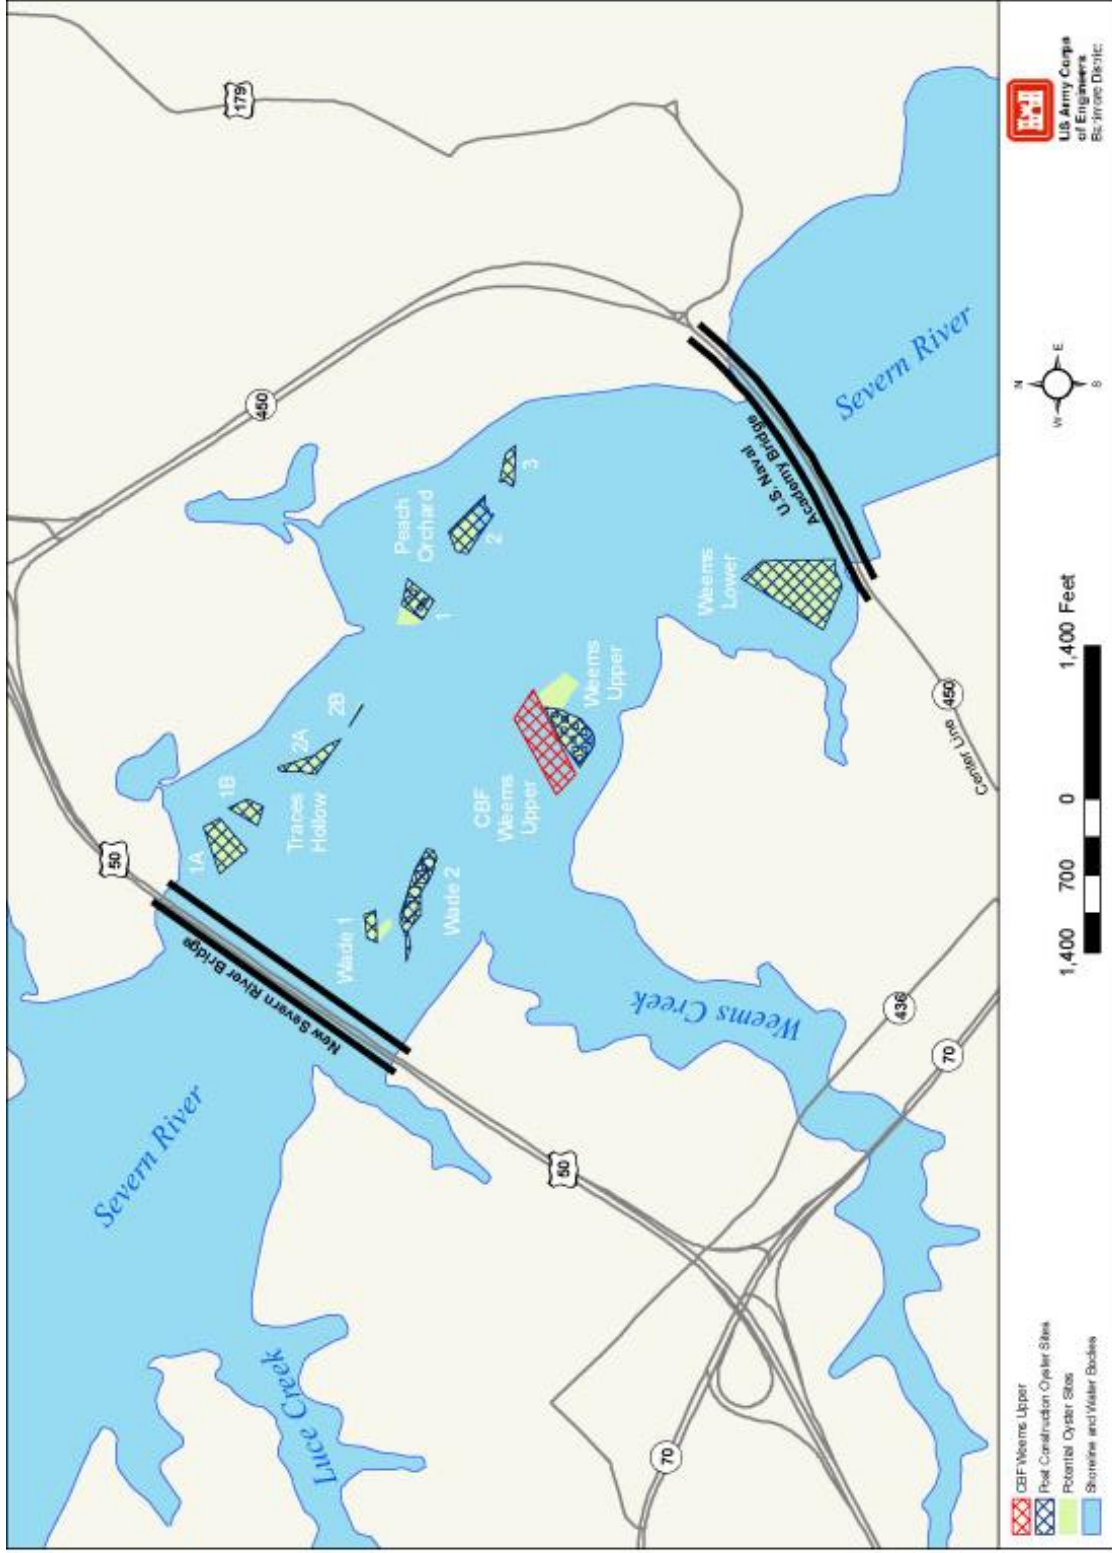 179
450
Severn River
50
New Severn River Bridge
1A
1B
Traces
Hollow
2A
2B
Peach
Orchard
1
2
3
Wade 1
Wade 2
CBF
Weems
Upper
Weems
Upper
Weems
Lower
U.S. Naval
Academy Bridge
Severn River
Weems Creek
Luce Creek
50
70
436
70
Center Line
450
CBF Weems Upper
Post Construction Oyster Sites
Potential Oyster Sites
Shoreline and Water Bodies
1,400 700 0 1,400 Feet
N
W E
S
US Army Corps
of Engineers
Baltimore District